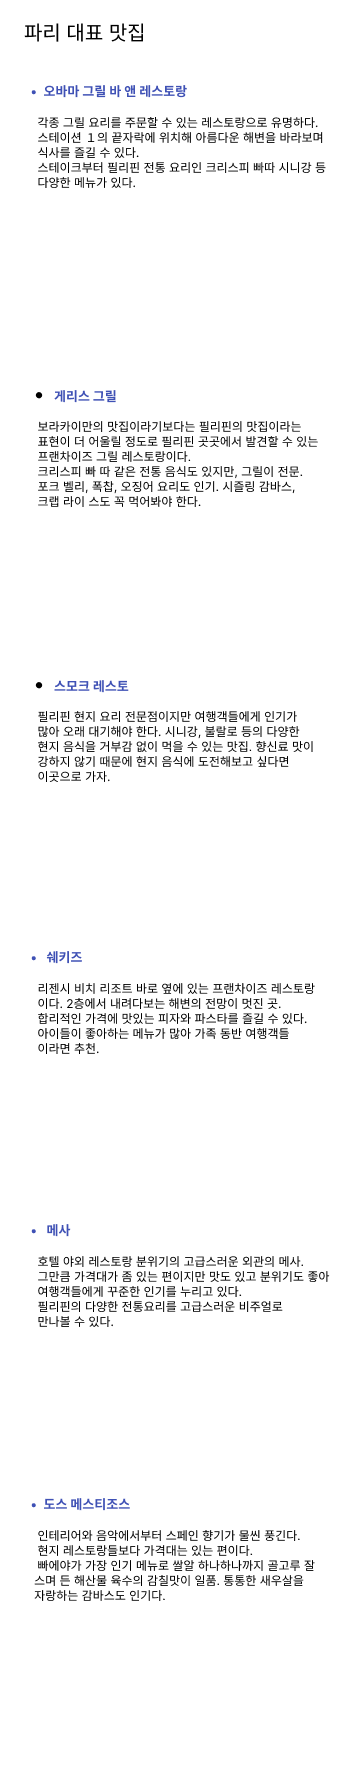 파리 대표 맛집
• 오바마 그릴 바 앤 레스토랑
각종 그릴 요리를 주문할 수 있는 레스토랑으로 유명하다.
스테이션 1의 끝자락에 위치해 아름다운 해변을 바라보며
식사를 즐길 수 있다.
스테이크부터 필리핀 전통 요리인 크리스피 빠따 시니강 등
다양한 메뉴가 있다.
• 게리스 그릴
보라카이만의 맛집이라기보다는 필리핀의 맛집이라는
표현이 더 어울릴 정도로 필리핀 곳곳에서 발견할 수 있는
프랜차이즈 그릴 레스토랑이다.
크리스피 빠 따 같은 전통 음식도 있지만, 그릴이 전문.
포크 벨리, 폭찹, 오징어 요리도 인기. 시즐링 감바스,
크랩 라이 스도 꼭 먹어봐야 한다.
• 스모크 레스토
필리핀 현지 요리 전문점이지만 여행객들에게 인기가
많아 오래 대기해야 한다. 시니강, 불랄로 등의 다양한
현지 음식을 거부감 없이 먹을 수 있는 맛집. 향신료 맛이
강하지 않기 때문에 현지 음식에 도전해보고 싶다면
이곳으로 가자.
• 쉐키즈
리젠시 비치 리조트 바로 옆에 있는 프랜차이즈 레스토랑
이다. 2층에서 내려다보는 해변의 전망이 멋진 곳.
합리적인 가격에 맛있는 피자와 파스타를 즐길 수 있다.
아이들이 좋아하는 메뉴가 많아 가족 동반 여행객들
이라면 추천.
• 메사
호텔 야외 레스토랑 분위기의 고급스러운 외관의 메사.
그만큼 가격대가 좀 있는 편이지만 맛도 있고 분위기도 좋아
여행객들에게 꾸준한 인기를 누리고 있다.
필리핀의 다양한 전통요리를 고급스러운 비주얼로
만나볼 수 있다.
• 도스 메스티조스
인테리어와 음악에서부터 스페인 향기가 물씬 풍긴다.
현지 레스토랑들보다 가격대는 있는 편이다.
빠에야가 가장 인기 메뉴로 쌀알 하나하나까지 골고루 잘
스며 든 해산물 육수의 감칠맛이 일품. 통통한 새우살을
자랑하는 감바스도 인기다.